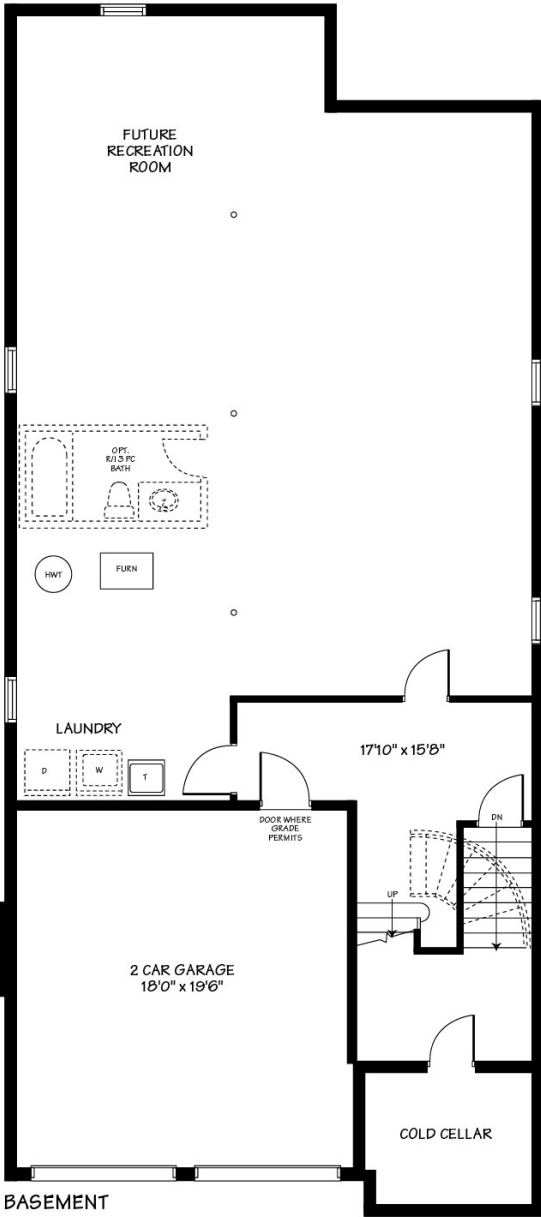 FUTURE
RECREATION
ROOM
OPT.
R/I 3 PC
BATH
HWT
FURN
LAUNDRY
D
W
T
17'10" x 15'8"
DOOR WHERE
GRADE
PERMITS
DN
UP
2 CAR GARAGE
18'0" x 19'6"
COLD CELLAR
BASEMENT